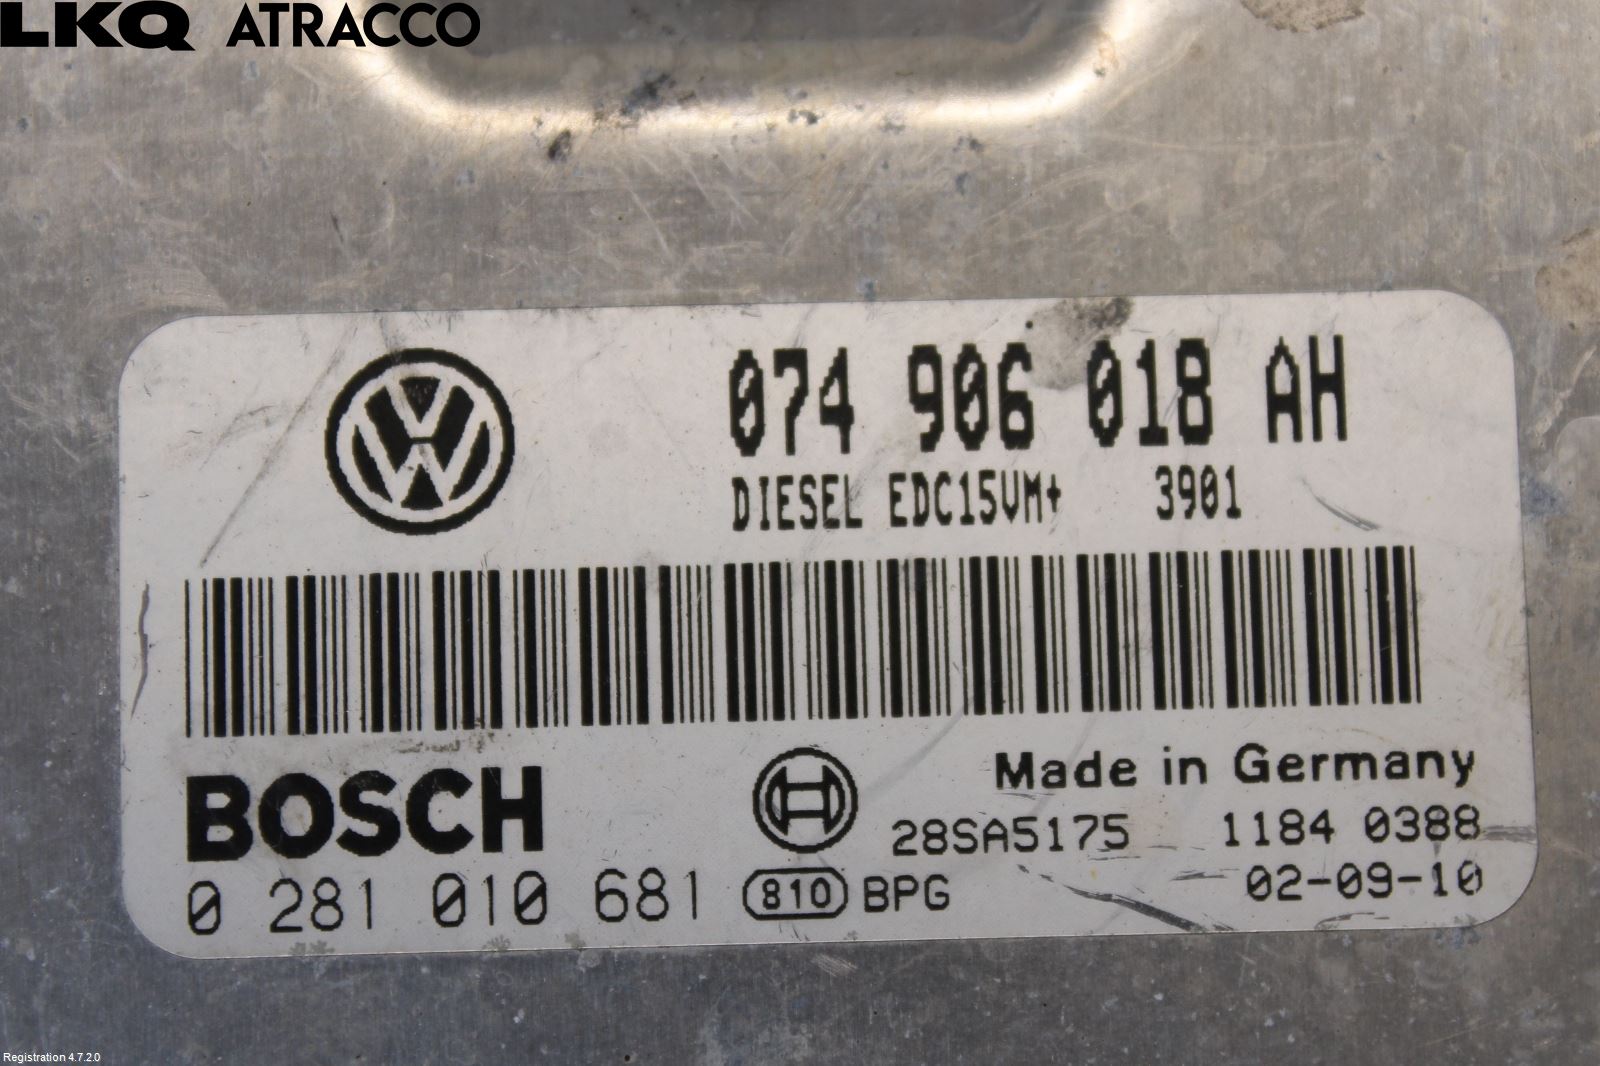 LKQ ATRACCO
074 906 018 AH
DIESEL EDC15VM+ 3901
BOSCH
Made in Germany
28SA5175 1184 0388
0 281 010 681 810 BPG 02-09-10
Registration 4.7.2.0